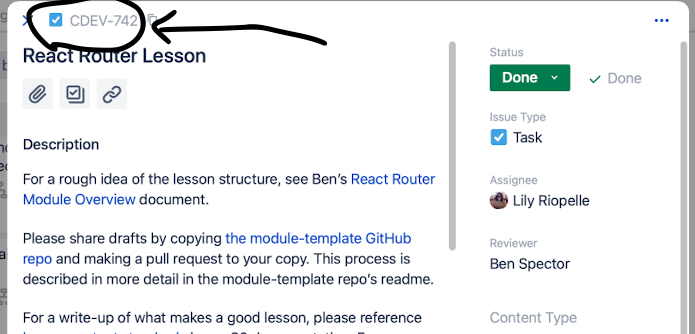 CDEV-742
React Router Lesson
Description
For a rough idea of the lesson structure, see Ben's React Router
Module Overview document.
Please share drafts by copying the module-template GitHub
repo and making a pull request to your copy. This process is
described in more detail in the module-template repo's readme.
For a write-up of what makes a good lesson, please reference
Status
Done
Done
Issue Type
Task
Assignee
Lily Riopelle
Reviewer
Ben Spector
Content Type